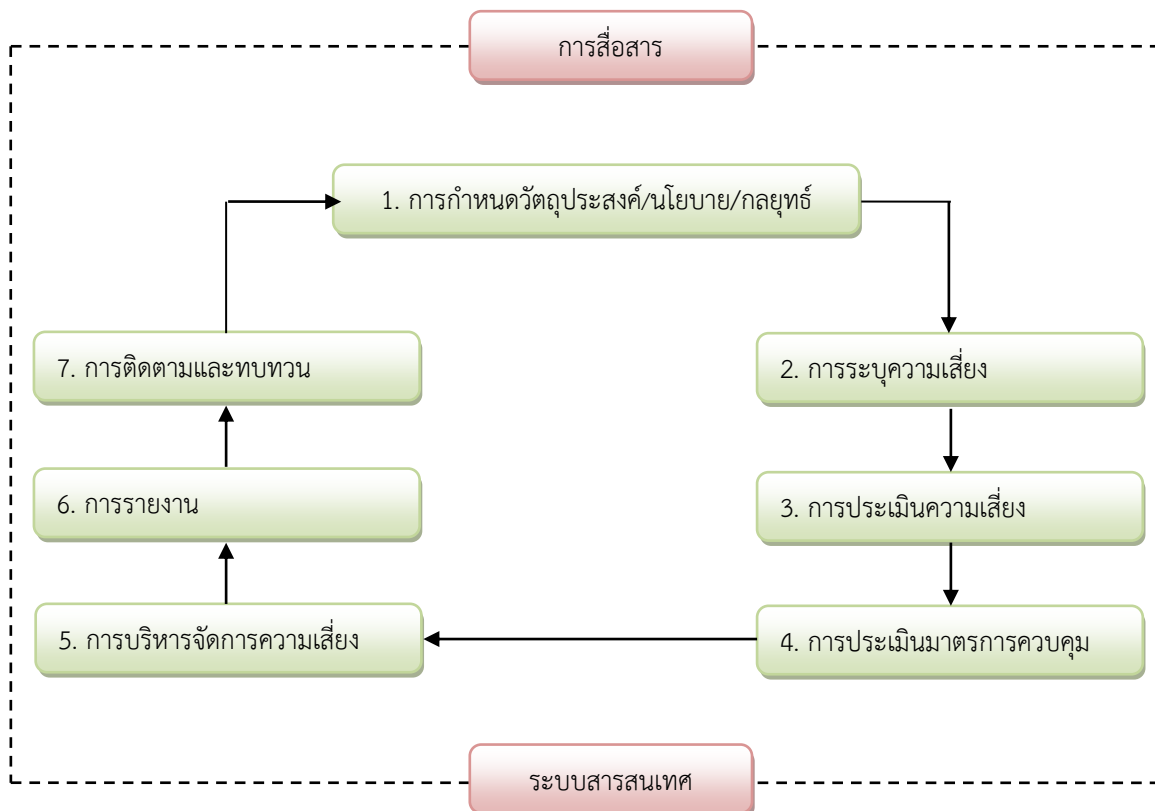 การสื่อสาร
1. การกำหนดวัตถุประสงค์/นโยบาย/กลยุทธ์
7. การติดตามและทบทวน
2. การระบุความเสี่ยง
6. การรายงาน
3. การประเมินความเสี่ยง
5. การบริหารจัดการความเสี่ยง
4. การประเมินมาตรการควบคุม
ระบบสารสนเทศ